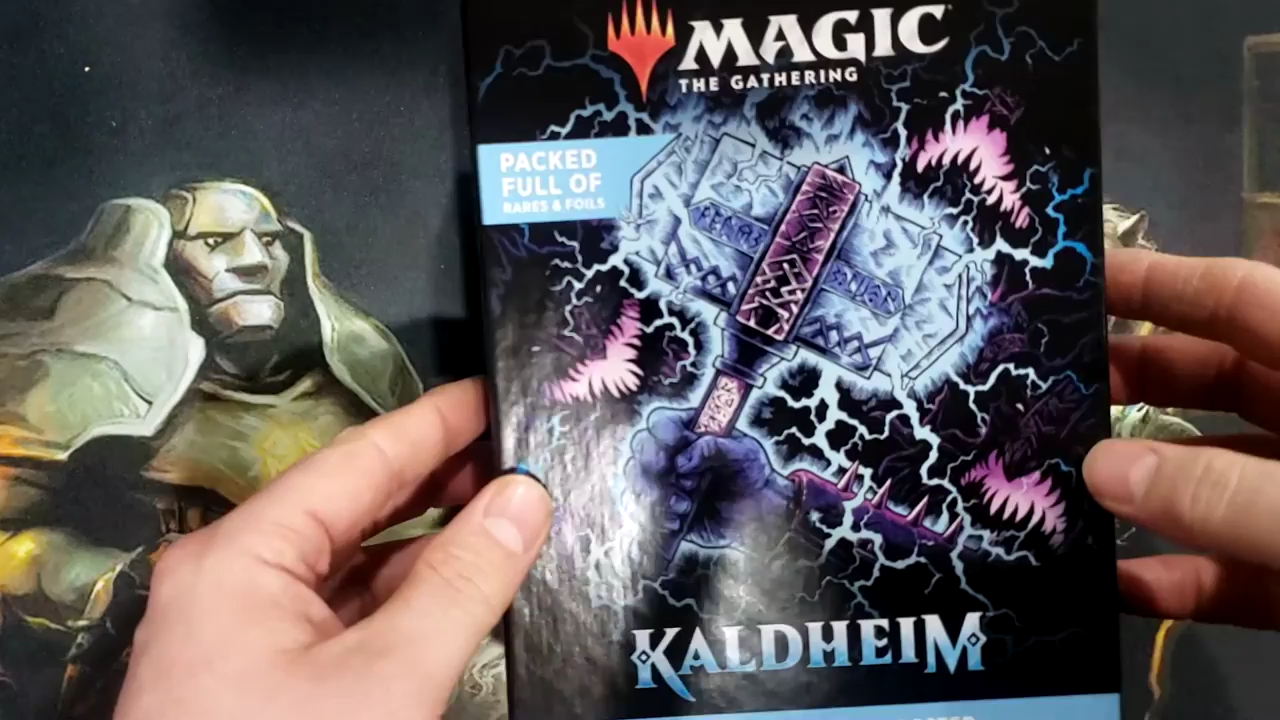 MAGIC
THE GATHERING
PACKED
FULL OF
RARES & FOILS
KALDHEIM